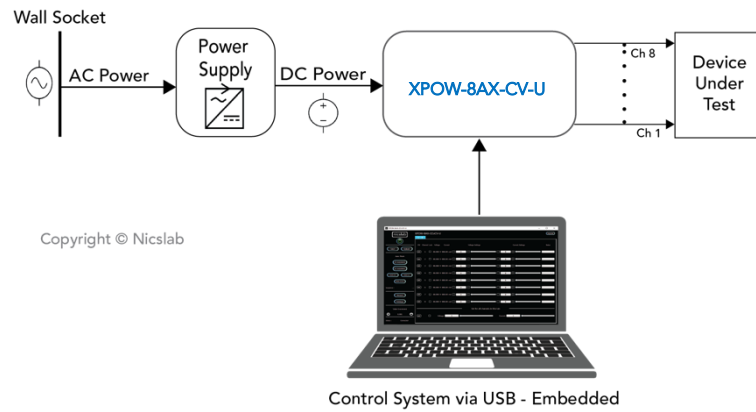 Wall Socket
AC Power
Power
Supply
DC Power
+
-
XPOW-8AX-CV-U
Ch 8
Ch 1
Device
Under
Test
Copyright © Nicslab
Control System via USB - Embedded